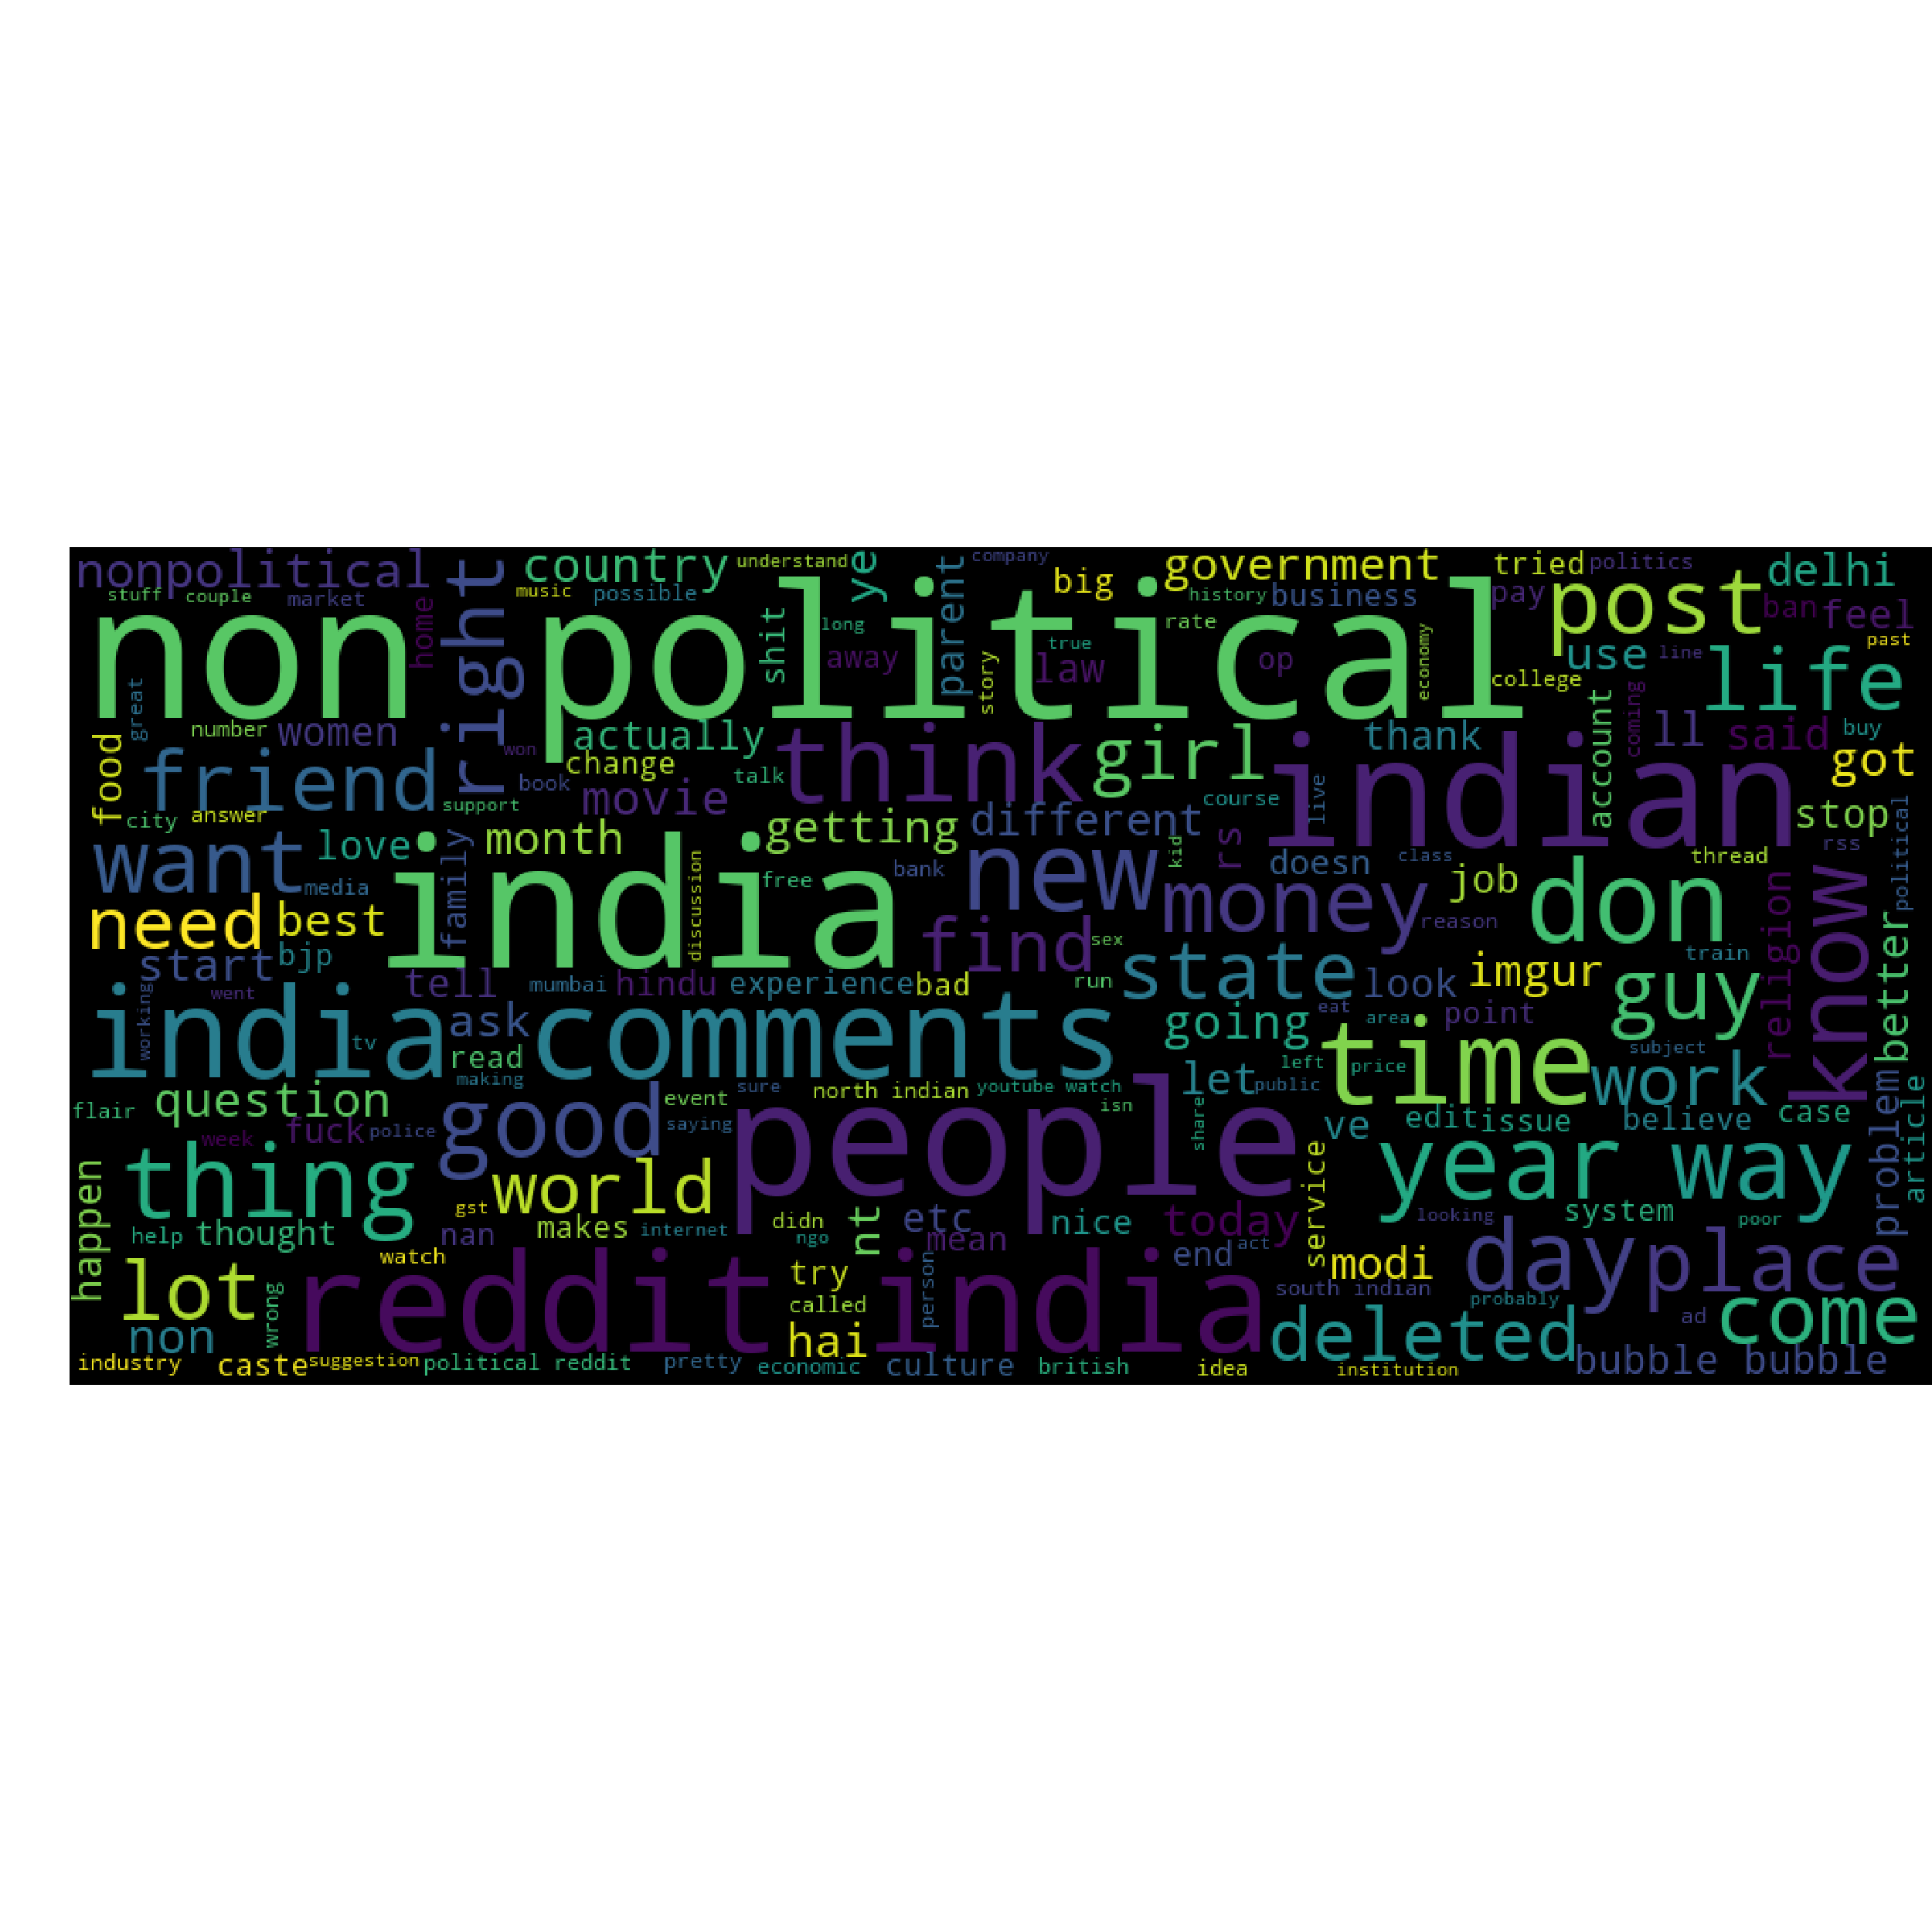 nonpolitical country understand ye company big government tried politics delhi
stuff couple market home right music possible shit long parent history business pay post ban feel
non political
great away story true law rate op economy college use line past life
number women actually think girl thank account coming ll said buy
food friend won change talk movie book support course live indian got
city answer want love month getting different kid rs stop
media family india discussion free bank new doesn class thread rss political
need best find sex money reason job don know
start bjp tell mumbai hindu experience bad run state look imgur train religion better
working went tv ask read india comments going eat area point guy
making sure north indian youtube watch isn let public left price time subject work
flair question good event saying people share ve edit issue believe case problem article
week fuck police
thing world year way
happen help thought gst makes internet didn ngo nt etc mean nice today service looking system poor
nan watch try called person end act modi day place
lot wrong reddit india south indian probably ad come
non hai deleted
industry caste suggestion political reddit pretty economic culture british idea institution bubble bubble